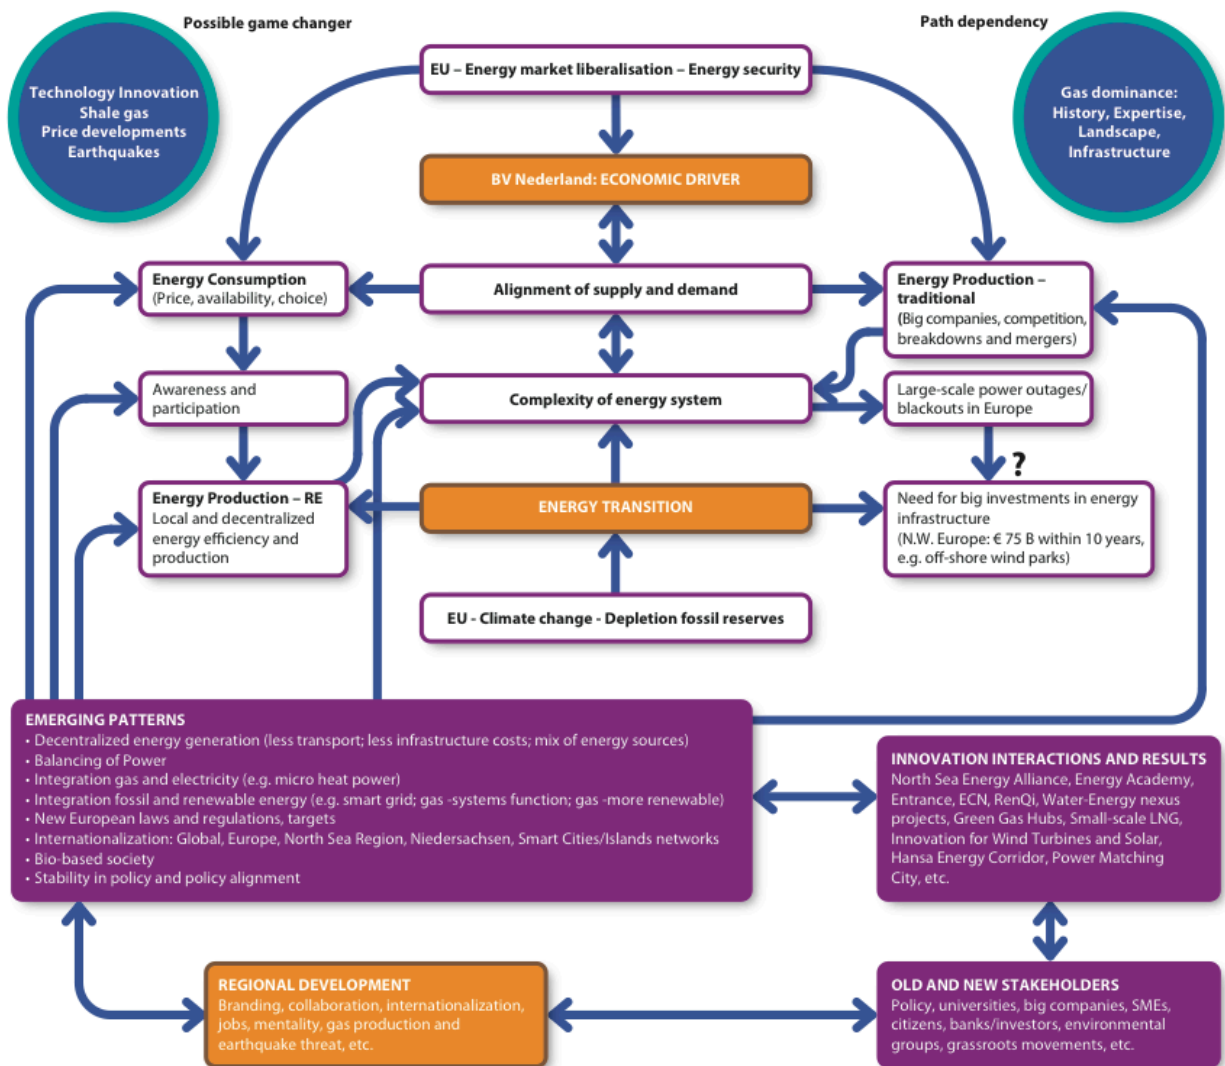 Possible game changer
Path dependency
Technology Innovation
Shale gas
Price developments
Earthquakes
EU – Energy market liberalisation – Energy security
Gas dominance:
History, Expertise,
Landscape,
Infrastructure
BV Nederland: ECONOMIC DRIVER
Energy Consumption
(Price, availability, choice)
Alignment of supply and demand
Energy Production –
traditional
(Big companies, competition,
breakdowns and mergers)
Awareness and
participation
Complexity of energy system
Large-scale power outages/
blackouts in Europe
?
Energy Production – RE
Local and decentralized
energy efficiency and
production
ENERGY TRANSITION
Need for big investments in energy
infrastructure
(N.W. Europe: € 75 B within 10 years,
e.g. off-shore wind parks)
EU - Climate change - Depletion fossil reserves
EMERGING PATTERNS
• Decentralized energy generation (less transport; less infrastructure costs; mix of energy sources)
• Balancing of Power
• Integration gas and electricity (e.g. micro heat power)
• Integration fossil and renewable energy (e.g. smart grid; gas -systems function; gas -more renewable)
• New European laws and regulations, targets
• Internationalization: Global, Europe, North Sea Region, Niedersachsen, Smart Cities/Islands networks
• Bio-based society
• Stability in policy and policy alignment
INNOVATION INTERACTIONS AND RESULTS
North Sea Energy Alliance, Energy Academy,
Entrance, ECN, RenQi, Water-Energy nexus
projects, Green Gas Hubs, Small-scale LNG,
Innovation for Wind Turbines and Solar,
Hansa Energy Corridor, Power Matching
City, etc.
REGIONAL DEVELOPMENT
Branding, collaboration, internationalization,
jobs, mentality, gas production and
earthquake threat, etc.
OLD AND NEW STAKEHOLDERS
Policy, universities, big companies, SMEs,
citizens, banks/investors, environmental
groups, grassroots movements, etc.